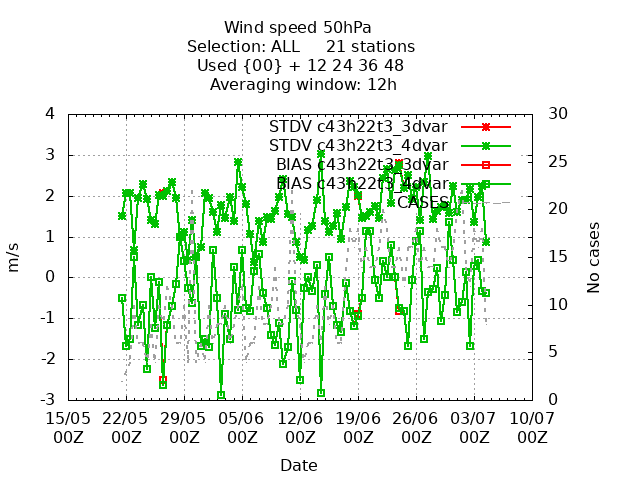 Wind speed 50hPa
Selection: ALL 21 stations
Used {00} + 12 24 36 48
Averaging window: 12h
STDV c43h22t3_3dvar
STDV c43h22t3_4dvar
BIAS c43h22t3_3dvar
BIAS c43h22t3_4dvar
CASES
4
3
2
1
0
-1
-2
-3
m/s
30
25
20
15
10
5
0
No cases
15/05 22/05 29/05 05/06 12/06 19/06 26/06 03/07 10/07
00Z 00Z 00Z 00Z 00Z 00Z 00Z 00Z 00Z
Date